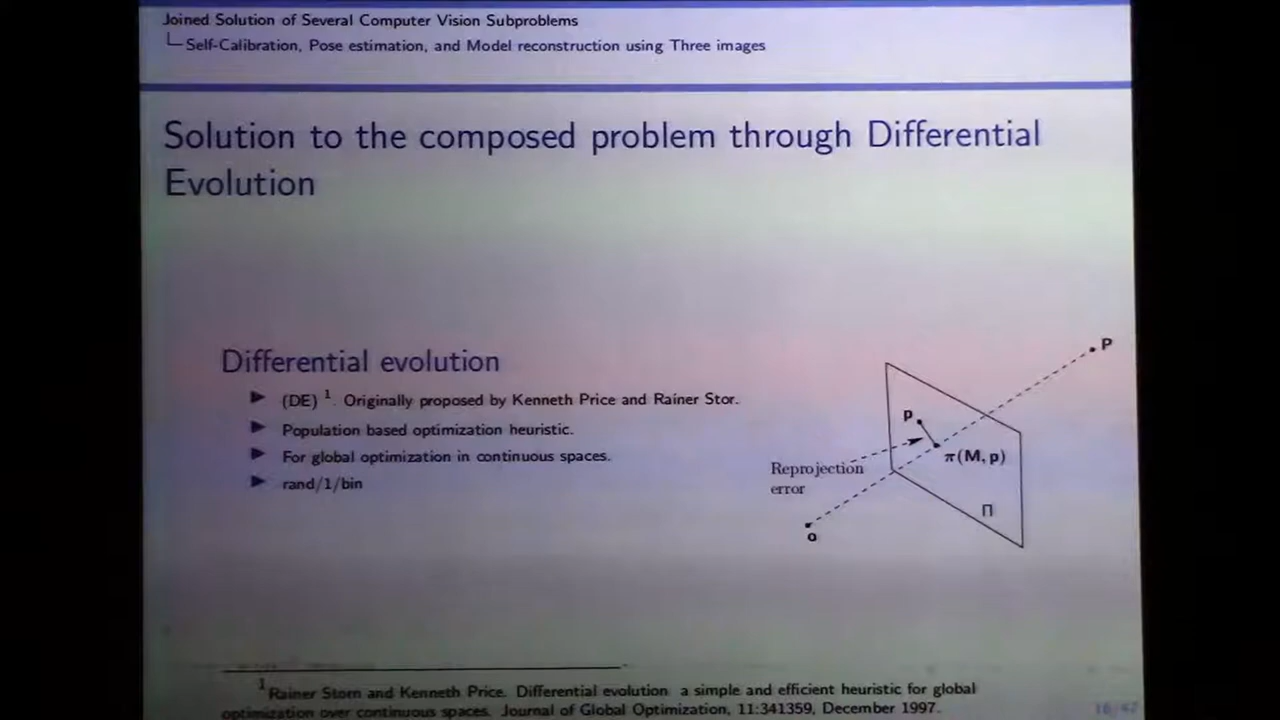 Joined Solution of Several Computer Vision Subproblems
Self-Calibration, Pose estimation, and Model reconstruction using Three images
Solution to the composed problem through Differential
Evolution
Differential evolution
(DE) 1. Originally proposed by Kenneth Price and Rainer Stor.
Population based optimization heuristic.
For global optimization in continuous spaces.
rand/1/bin
P
p
π(M, p)
Reprojection
error
Π
o
1 Rainer Storn and Kenneth Price. Differential evolution a simple and efficient heuristic for global
optimization over continuous spaces. Journal of Global Optimization, 11:341359, December 1997.